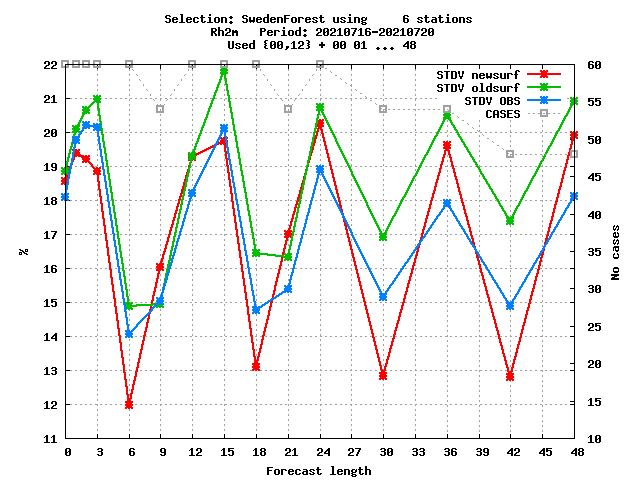 Selection: SwedenForest using 6 stations
Rh2m Period: 20210716-20210720
Used {00,12} + 00 01 ... 48
STDV newsurf
STDV oldsurf
STDV OBS
CASES
22
21
20
19
18
17
16
15
14
13
12
11
%
60
55
50
45
40
35
30
25
20
15
10
No cases
0 3 6 9 12 15 18 21 24 27 30 33 36 39 42 45 48
Forecast length